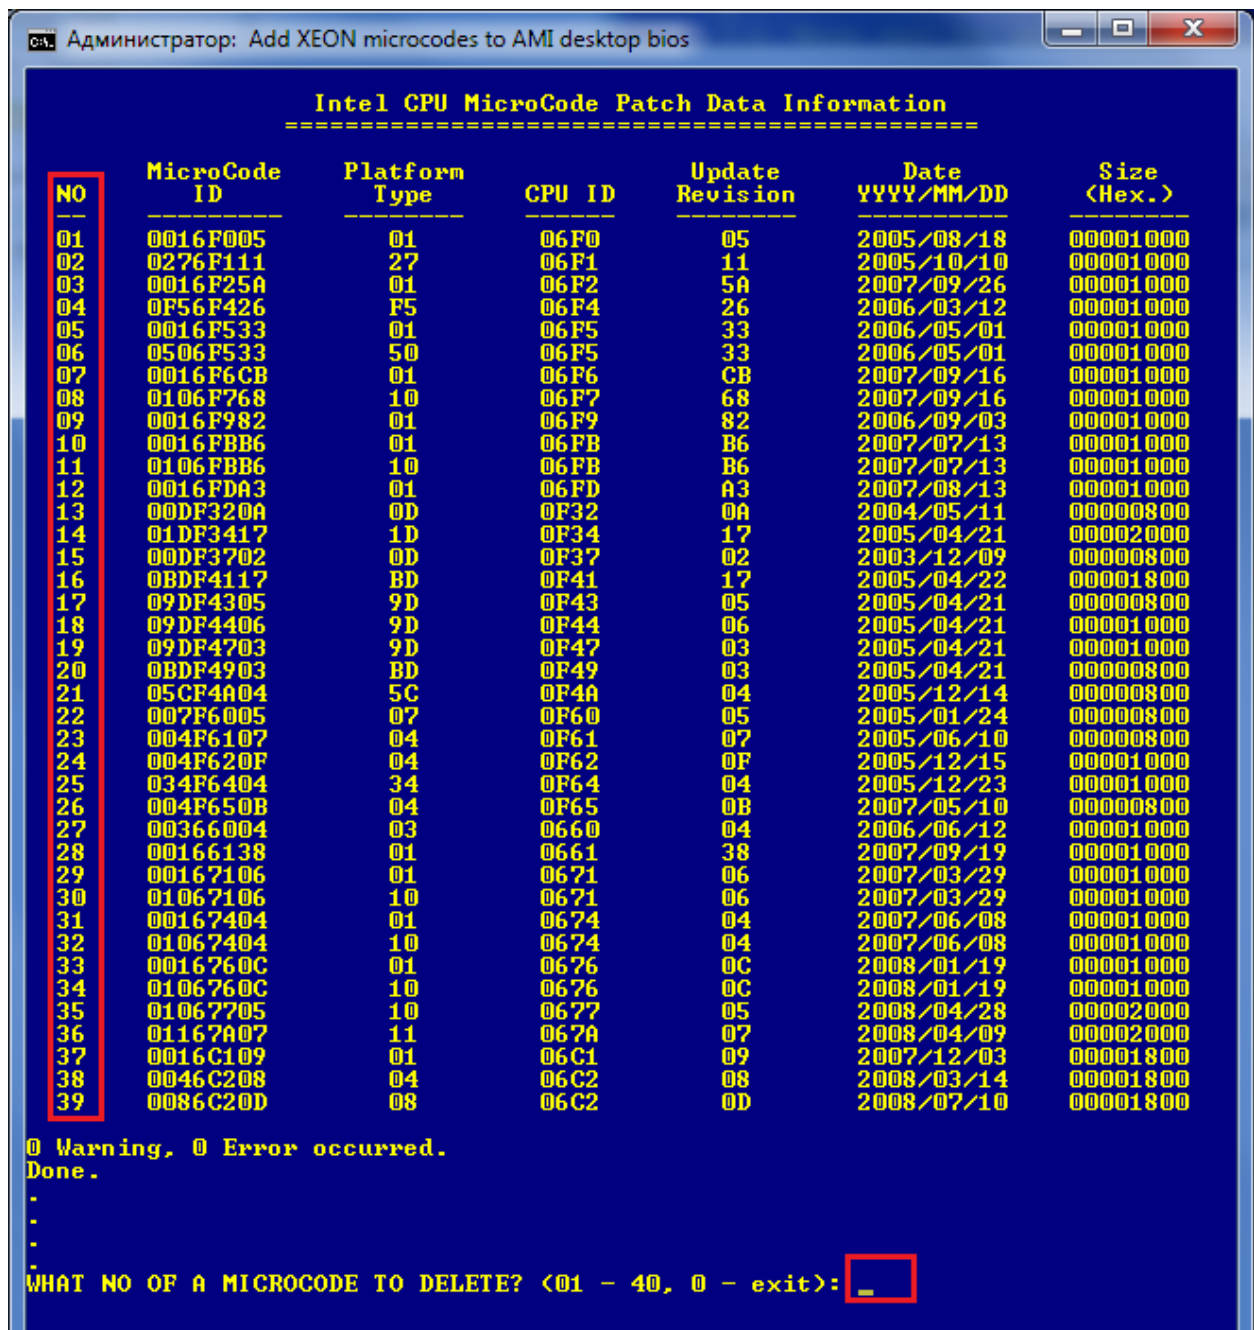 Администратор: Add XEON microcodes to AMI desktop bios
Intel CPU MicroCode Patch Data Information
==============================================
MicroCode Platform Update Date Size
NO ID Type CPU ID Revision YYYY/MM/DD (Hex.)
-- --------- -------- ------ -------- ---------- --------
01 0016F005 01 06F0 05 2005/08/18 00001000
02 0276F111 27 06F1 11 2005/10/10 00001000
03 0016F25A 01 06F2 5A 2007/09/26 00001000
04 0F56F426 F5 06F4 26 2006/03/12 00001000
05 0016F533 01 06F5 33 2006/05/01 00001000
06 0506F533 50 06F5 33 2006/05/01 00001000
07 0016F6CB 01 06F6 CB 2007/09/16 00001000
08 0106F768 10 06F7 68 2007/09/16 00001000
09 0016F982 01 06F9 82 2006/09/03 00001000
10 0016FBB6 01 06FB B6 2007/07/13 00001000
11 0106FBB6 10 06FB B6 2007/07/13 00001000
12 0016FDA3 01 06FD A3 2007/08/13 00001000
13 00DF320A 0D 0F32 0A 2004/05/11 00000800
14 01DF3417 1D 0F34 17 2005/04/21 00002000
15 00DF3702 0D 0F37 02 2003/12/09 00000800
16 0BDF4117 BD 0F41 17 2005/04/22 00001800
17 09DF4305 9D 0F43 05 2005/04/21 00000800
18 09DF4406 9D 0F44 06 2005/04/21 00001000
19 09DF4703 9D 0F47 03 2005/04/21 00001000
20 0BDF4903 BD 0F49 03 2005/04/21 00000800
21 05CF4A04 5C 0F4A 04 2005/12/14 00000800
22 007F6005 07 0F60 05 2005/01/24 00000800
23 004F6107 04 0F61 07 2005/06/10 00000800
24 004F620F 04 0F62 0F 2005/12/15 00001000
25 034F6404 34 0F64 04 2005/12/23 00001000
26 004F650B 04 0F65 0B 2007/05/10 00000800
27 00366004 03 0660 04 2006/06/12 00001000
28 00166138 01 0661 38 2007/09/19 00001000
29 00167106 01 0671 06 2007/03/29 00001000
30 01067106 10 0671 06 2007/03/29 00001000
31 00167404 01 0674 04 2007/06/08 00001000
32 01067404 10 0674 04 2007/06/08 00001000
33 0016760C 01 0676 0C 2008/01/19 00001000
34 0106760C 10 0676 0C 2008/01/19 00001000
35 01067705 10 0677 05 2008/04/28 00002000
36 01167A07 11 067A 07 2008/04/09 00002000
37 0016C109 01 06C1 09 2007/12/03 00001800
38 0046C208 04 06C2 08 2008/03/14 00001800
39 0086C20D 08 06C2 0D 2008/07/10 00001800
0 Warning, 0 Error occurred.
Done.
.
.
.
.
WHAT NO OF A MICROCODE TO DELETE? (01 - 40, 0 - exit): _